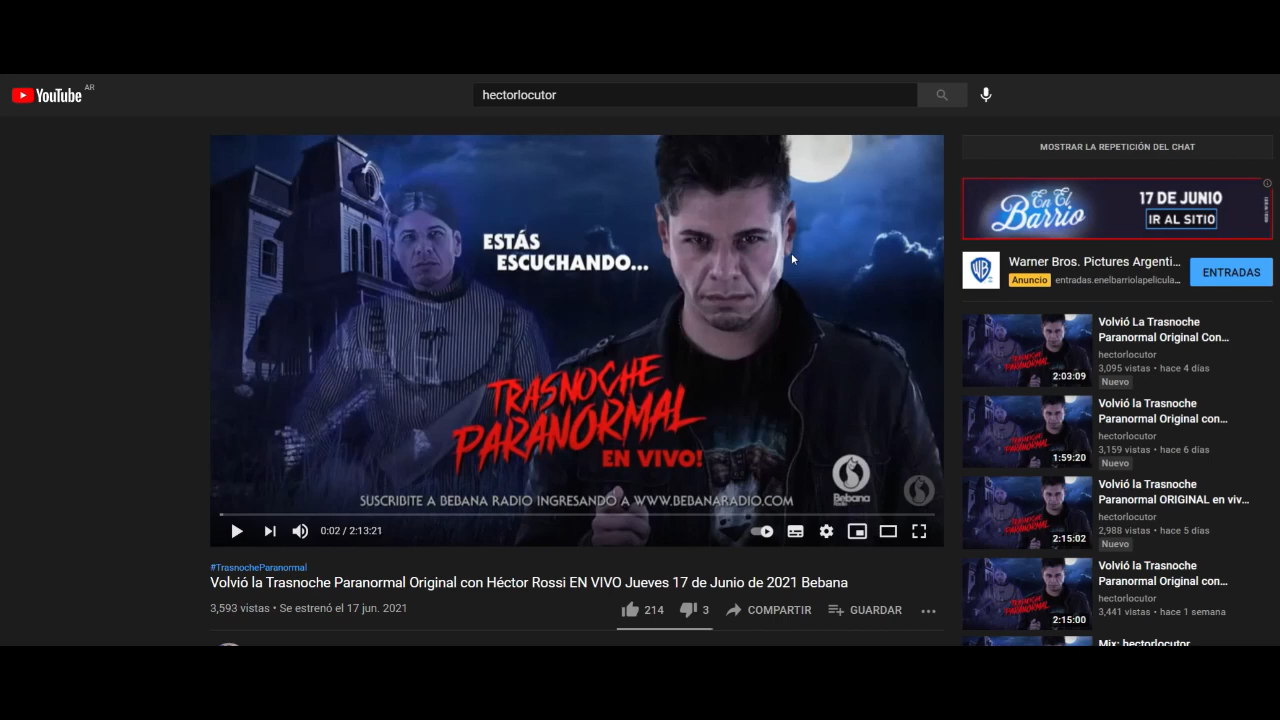 YouTube AR
hectorlocutor
MOSTRAR LA REPETICIÓN DEL CHAT
ESTÁS
ESCUCHANDO...
TRASNOCHE
PARANORMAL
EN VIVO!
Bebana
SUSCRIBITE A BEBANA RADIO INGRESANDO A WWW.BEBANARADIO.COM
0:02 / 2:13:21
#TrasnocheParanormal
Volvió la Trasnoche Paranormal Original con Héctor Rossi EN VIVO Jueves 17 de Junio de 2021 Bebana
3,593 vistas • Se estrenó el 17 jun. 2021
214 3 COMPARTIR GUARDAR
En El
Barrio
17 DE JUNIO
IR AL SITIO
Warner Bros. Pictures Argenti...
Anuncio entradas.enelbarriolapelicula...
ENTRADAS
Volvió La Trasnoche
Paranormal Original Con...
hectorlocutor
3,095 vistas • hace 4 días
Nuevo
2:03:09
Volvió la Trasnoche
Paranormal Original con...
hectorlocutor
3,159 vistas • hace 6 días
Nuevo
1:59:20
Volvió la Trasnoche
Paranormal ORIGINAL en viv...
hectorlocutor
2,988 vistas • hace 5 días
Nuevo
2:15:02
Volvió la Trasnoche
Paranormal Original con...
hectorlocutor
3,441 vistas • hace 1 semana
2:15:00
Mix: hectorlocutor